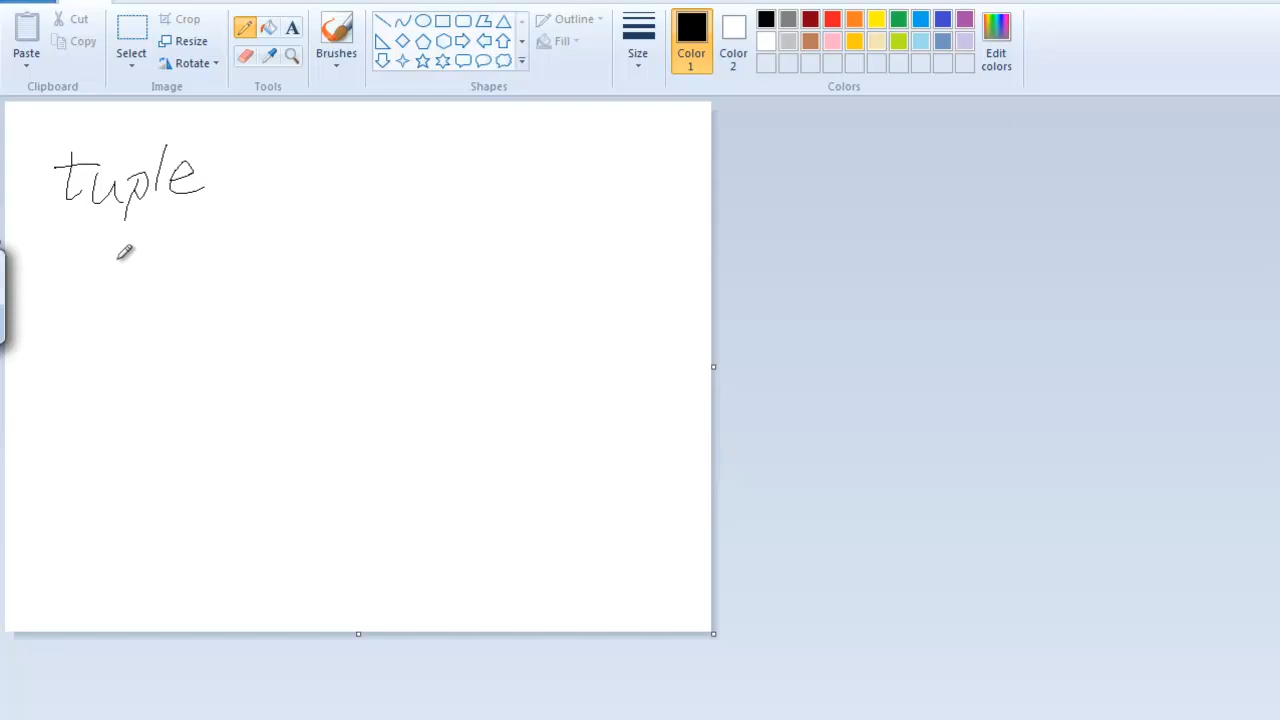 Cut
Crop
Outline
Copy
Resize
Fill
Paste
Select
Rotate
A
Brushes
Size
Color 1
Color 2
Edit colors
Clipboard
Image
Tools
Shapes
Colors
tuple